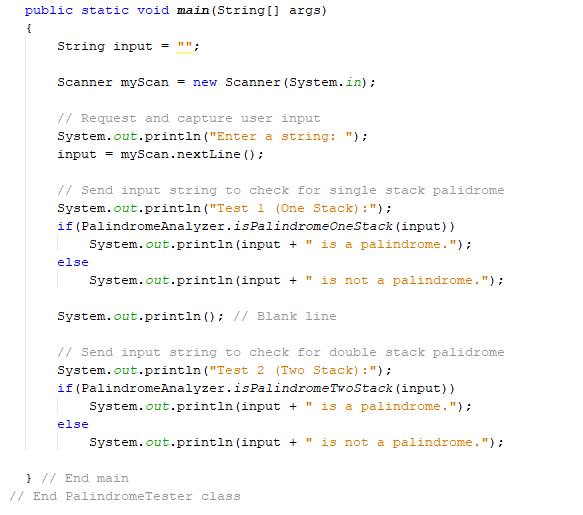 public static void main(String[] args)
{
String input = "";
Scanner myScan = new Scanner(System.in);
// Request and capture user input
System.out.println("Enter a string: ");
input = myScan.nextLine();
// Send input string to check for single stack palidrome
System.out.println("Test 1 (One Stack):");
if(PalindromeAnalyzer.isPalindromeOneStack(input))
System.out.println(input + " is a palindrome.");
else
System.out.println(input + " is not a palindrome.");
System.out.println(); // Blank line
// Send input string to check for double stack palidrome
System.out.println("Test 2 (Two Stack):");
if(PalindromeAnalyzer.isPalindromeTwoStack(input))
System.out.println(input + " is a palindrome.");
else
System.out.println(input + " is not a palindrome.");
} // End main
// End PalindromeTester class